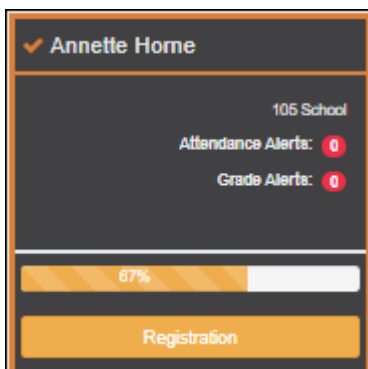 Annette Horne
105 School
Attendance Alerts: 0
Grade Alerts: 0
67%
Registration